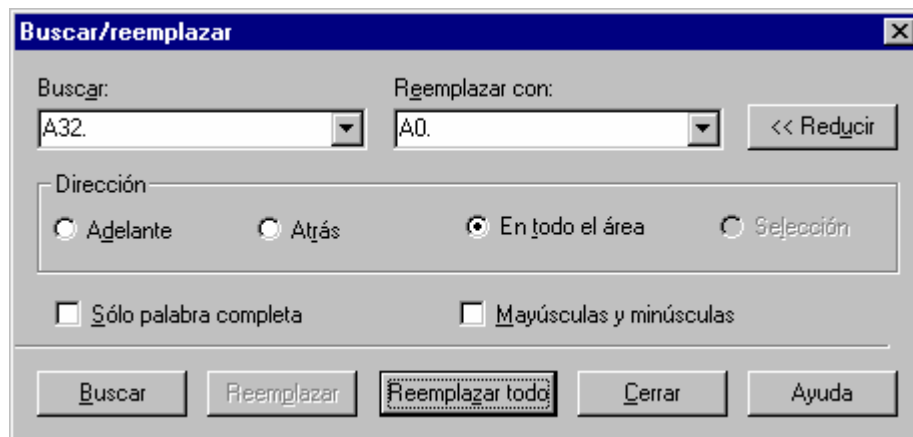 Buscar/reemplazar
Buscar: Reemplazar con:
A32. A0. << Reducir
Dirección
Adelante Atrás En todo el área Selección
Sólo palabra completa Mayúsculas y minúsculas
Buscar Reemplazar Reemplazar todo Cerrar Ayuda